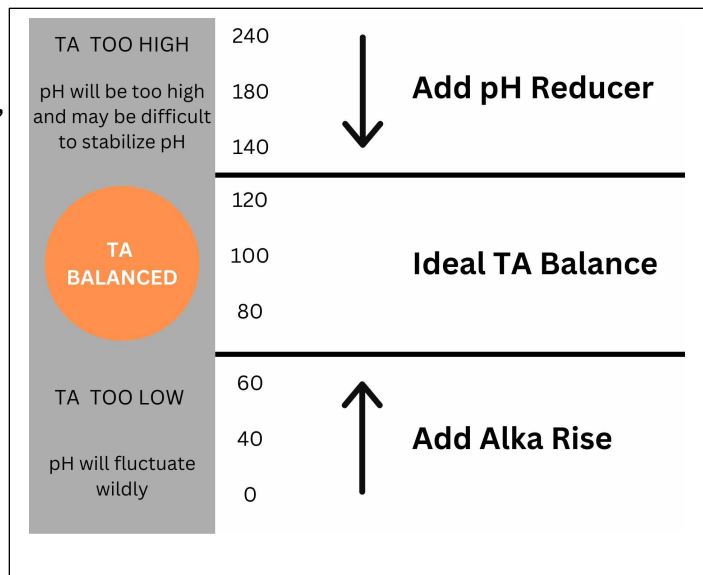 TA TOO HIGH
pH will be too high
and may be difficult
to stabilize pH
240
180
140
Add pH Reducer
,
TA
BALANCED
120
100
80
Ideal TA Balance
TA TOO LOW
pH will fluctuate
wildly
60
40
0
Add Alka Rise